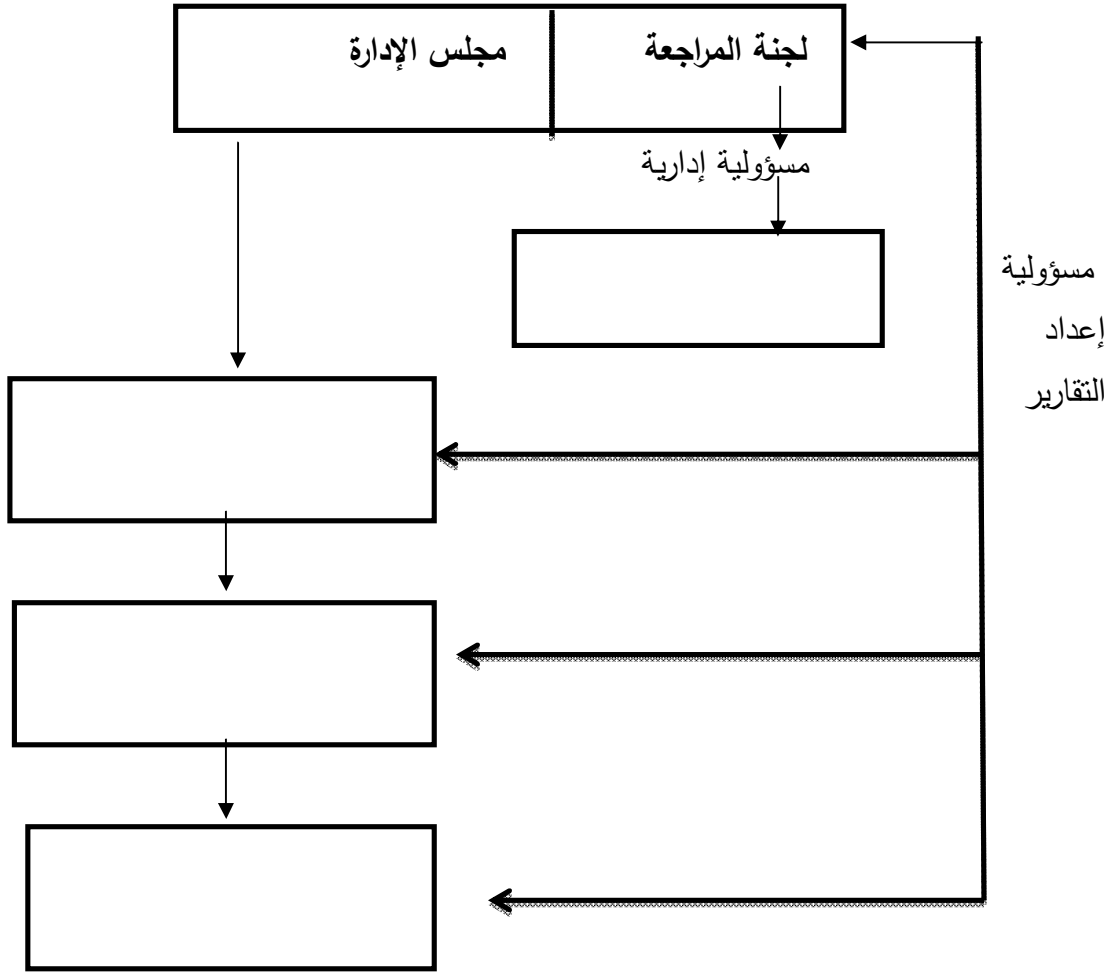 لجنة المراجعة
مجلس الإدارة
مسؤولية إدارية
مسؤولية
إعداد
التقارير